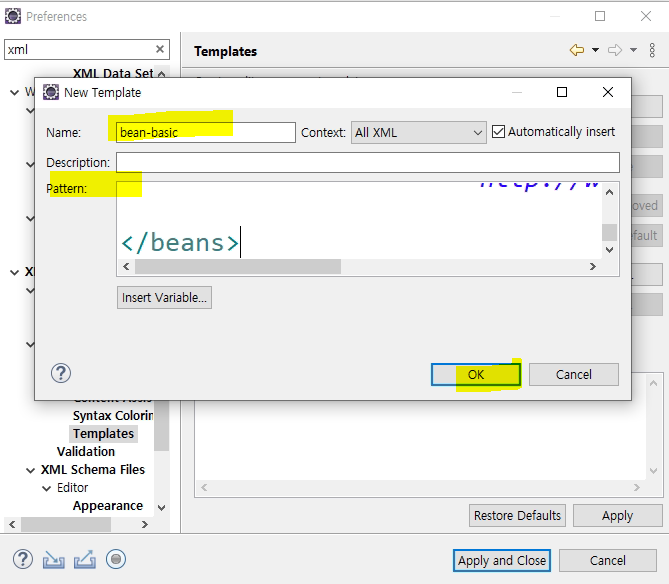 Preferences
xml
Templates
XML Data Set
New Template
Name:
bean-basic
Context:
All XML
Automatically insert
Description:
Pattern:
http://w
</beans>
Insert Variable...
OK
Cancel
Syntax Colorin
Templates
Validation
XML Schema Files
Editor
Appearance
Restore Defaults
Apply
Apply and Close
Cancel